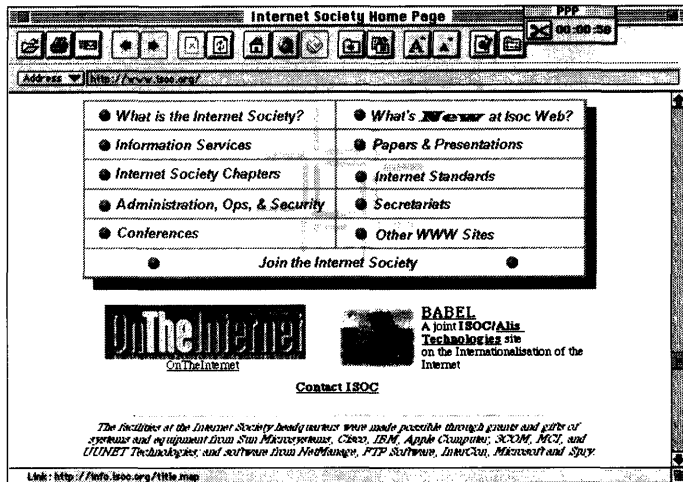 Internet Society Home Page
PPP
00:00:50
Address http://www.isoc.org/
What is the Internet Society?
What's New at Isoc Web?
Information Services
Papers & Presentations
Internet Society Chapters
Internet Standards
Administration, Ops, & Security
Secretariats
Conferences
Other WWW Sites
Join the Internet Society
OnTheInternet
OnTheInternet
BABEL
A joint ISOC/Alis
Technologies site
on the Internationalisation of the
Internet
Contact ISOC
The facilities at the Internet Society headquarters were made possible through grants and gifts of
systems and equipment from Sun Microsystems, Cisco, IBM, Apple Computer, 3COM, MCI, and
UUNET Technologies; and software from NetManage, FTP Software, InterCon, Microsoft and Spry.
Link: http://info.isoc.org/title.map